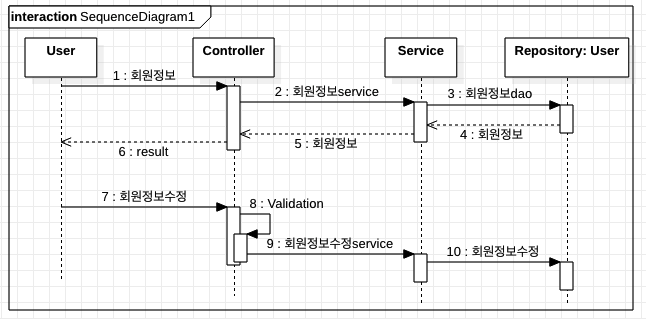 interaction SequenceDiagram1
User
Controller
Service
Repository: User
1 : 회원정보
2 : 회원정보service
3 : 회원정보dao
4 : 회원정보
5 : 회원정보
6 : result
7 : 회원정보수정
8 : Validation
9 : 회원정보수정service
10 : 회원정보수정